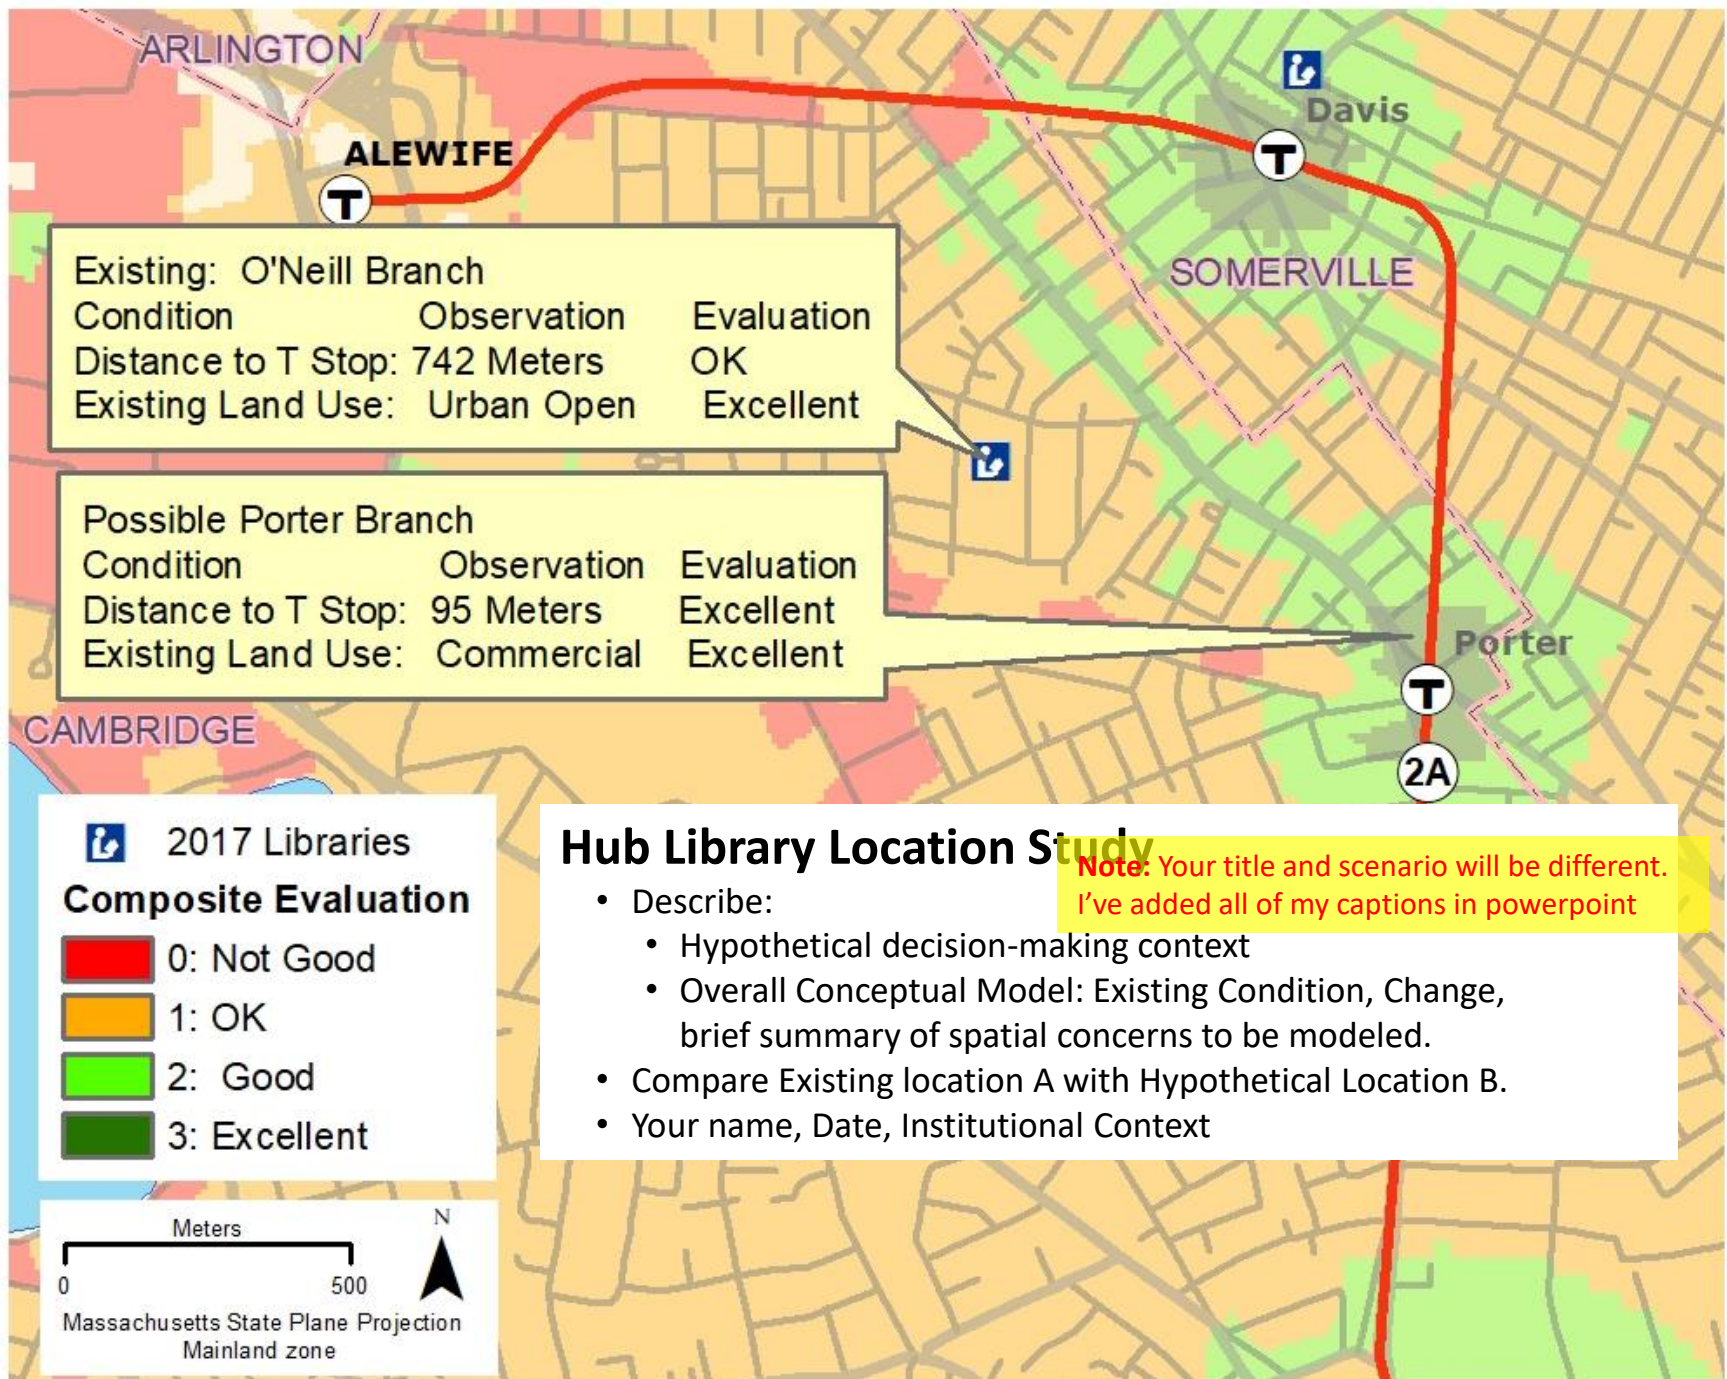 ARLINGTON
Davis
ALEWIFE
T
T
SOMERVILLE
Existing: O'Neill Branch
Condition Observation Evaluation
Distance to T Stop: 742 Meters OK
Existing Land Use: Urban Open Excellent
Possible Porter Branch
Condition Observation Evaluation
Distance to T Stop: 95 Meters Excellent
Existing Land Use: Commercial Excellent
Porter
T
CAMBRIDGE
2A
2017 Libraries
Composite Evaluation
0: Not Good
1: OK
2: Good
3: Excellent
Meters
0 500
N
Massachusetts State Plane Projection
Mainland zone
Hub Library Location Study
Note: Your title and scenario will be different.
I've added all of my captions in powerpoint
• Describe:
• Hypothetical decision-making context
• Overall Conceptual Model: Existing Condition, Change,
brief summary of spatial concerns to be modeled.
• Compare Existing location A with Hypothetical Location B.
• Your name, Date, Institutional Context